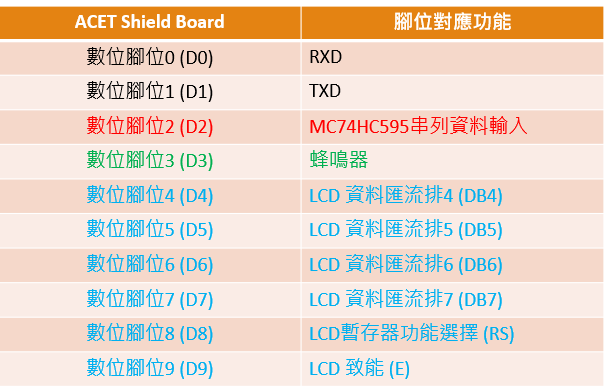 ACET Shield Board 腳位對應功能
數位腳位0 (D0) RXD
數位腳位1 (D1) TXD
數位腳位2 (D2) MC74HC595串列資料輸入
數位腳位3 (D3) 蜂鳴器
數位腳位4 (D4) LCD 資料匯流排4 (DB4)
數位腳位5 (D5) LCD 資料匯流排5 (DB5)
數位腳位6 (D6) LCD 資料匯流排6 (DB6)
數位腳位7 (D7) LCD 資料匯流排7 (DB7)
數位腳位8 (D8) LCD暫存器功能選擇 (RS)
數位腳位9 (D9) LCD 致能 (E)